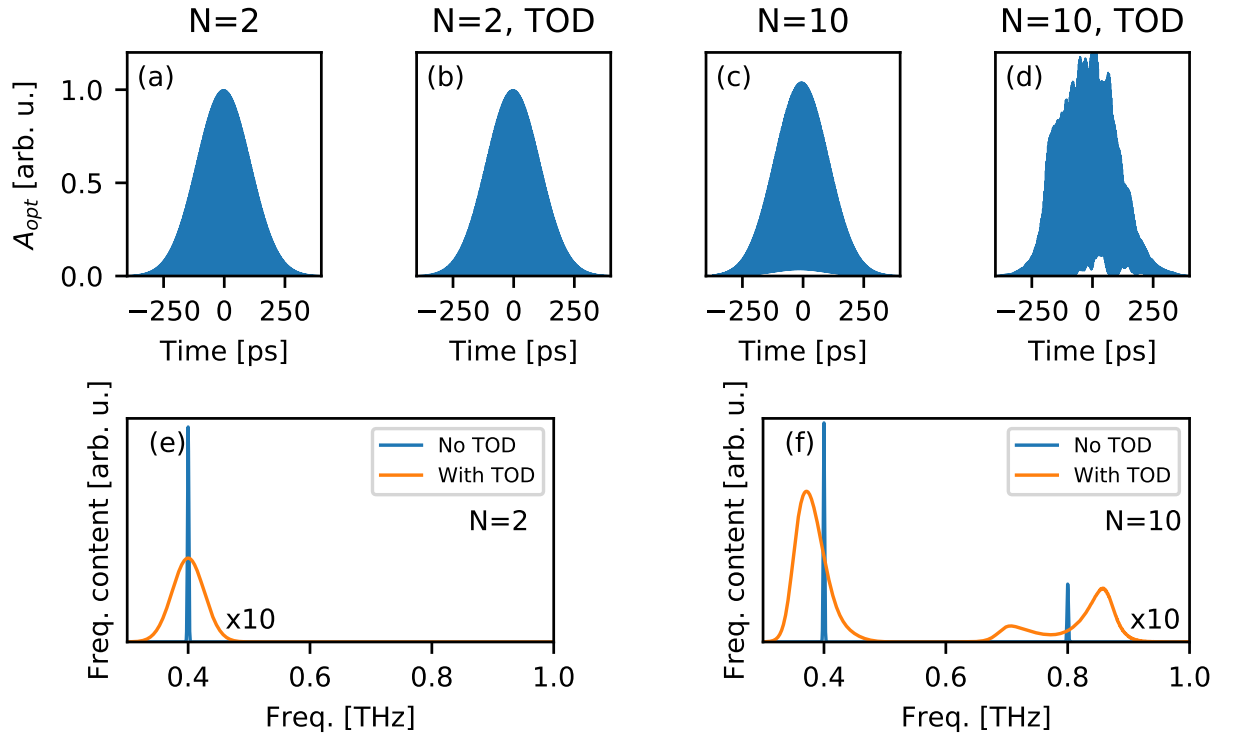 N=2
N=2, TOD
N=10
N=10, TOD
(a)
(b)
(c)
(d)
1.0
0.5
0.0
A_opt [arb. u.]
−250 0 250
−250 0 250
−250 0 250
−250 0 250
Time [ps]
Time [ps]
Time [ps]
Time [ps]
(e)
No TOD
With TOD
N=2
x10
Freq. content [arb. u.]
0.4 0.6 0.8 1.0
Freq. [THz]
(f)
No TOD
With TOD
N=10
x10
Freq. content [arb. u.]
0.4 0.6 0.8 1.0
Freq. [THz]